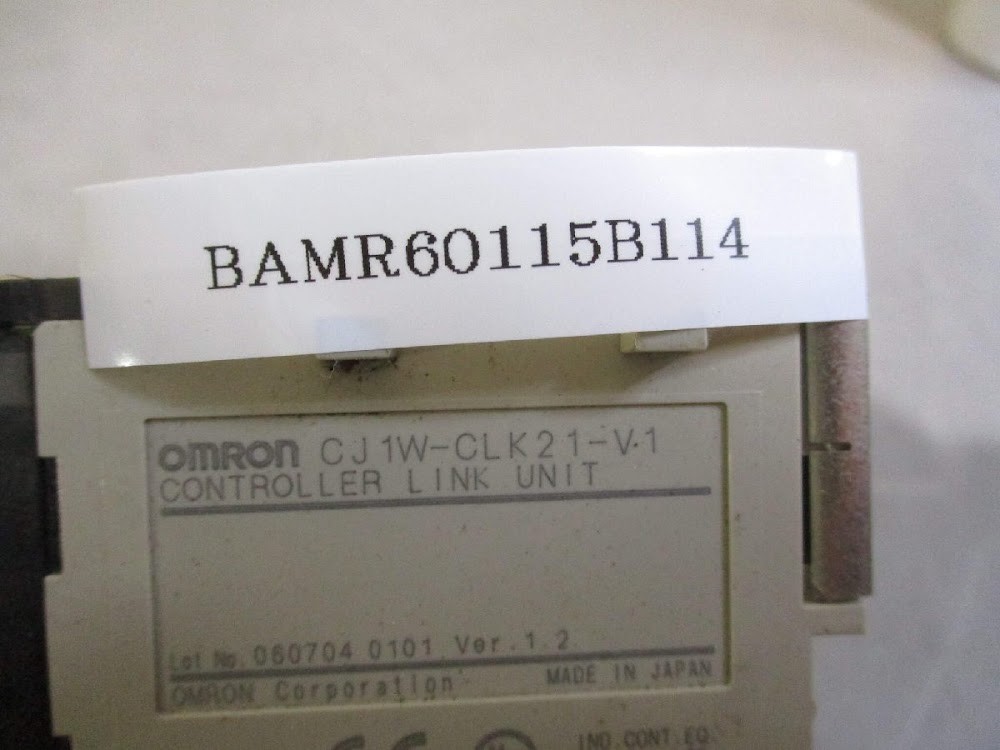 BAMR60115B114
OMRON CJ1W-CLK21-V1
CONTROLLER LINK UNIT
Lot No. 060704 0101 Ver.1.2
OMRON Corporation MADE IN JAPAN
CE
IND.CONT.EQ.